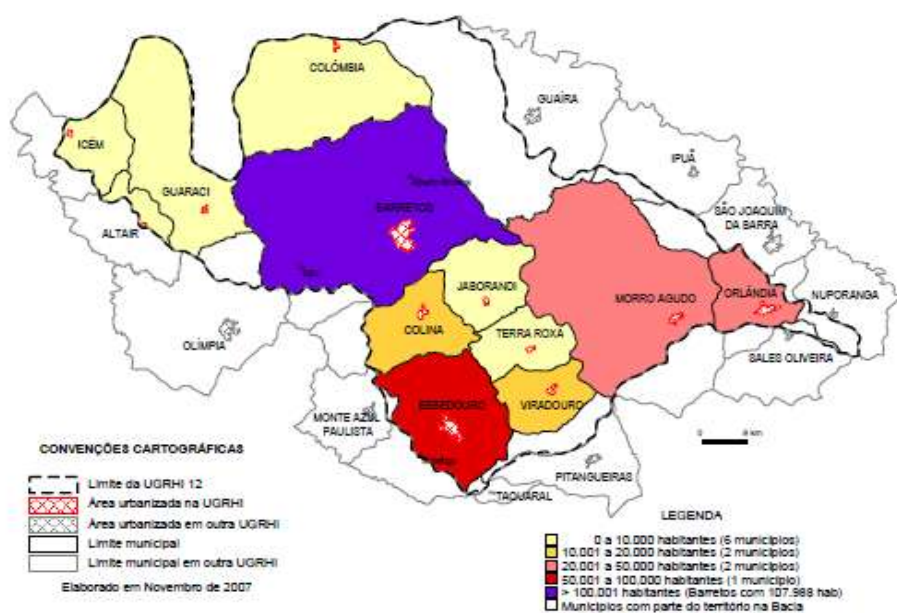 COLÔMBIA
GUAÍRA
ICÉM
IPUÃ
GUARACI
SÃO JOAQUIM
DA BARRA
BARRETOS
ALTAIR
JABORANDI
MORRO AGUDO
ORLÂNDIA
NUPORANGA
COLINA
TERRA ROXA
OLÍMPIA
SALES OLIVEIRA
BEBEDOURO
VIRADOURO
MONTE AZUL
PAULISTA
PITANGUEIRAS
TAQUARAL
0 8 km
CONVENÇÕES CARTOGRÁFICAS
Limite da UGRHI 12
Área urbanizada na UGRHI
Área urbanizada em outra UGRHI
Limite municipal
Limite municipal em outra UGRHI
Elaborado em Novembro de 2007
LEGENDA
0 a 10.000 habitantes (6 municípios)
10.001 a 20.000 habitantes (2 municípios)
20.001 a 50.000 habitantes (2 municípios)
50.001 a 100.000 habitantes (1 município)
> 100.001 habitantes (Barretos com 107.988 hab)
Municípios com parte do território na Bac.